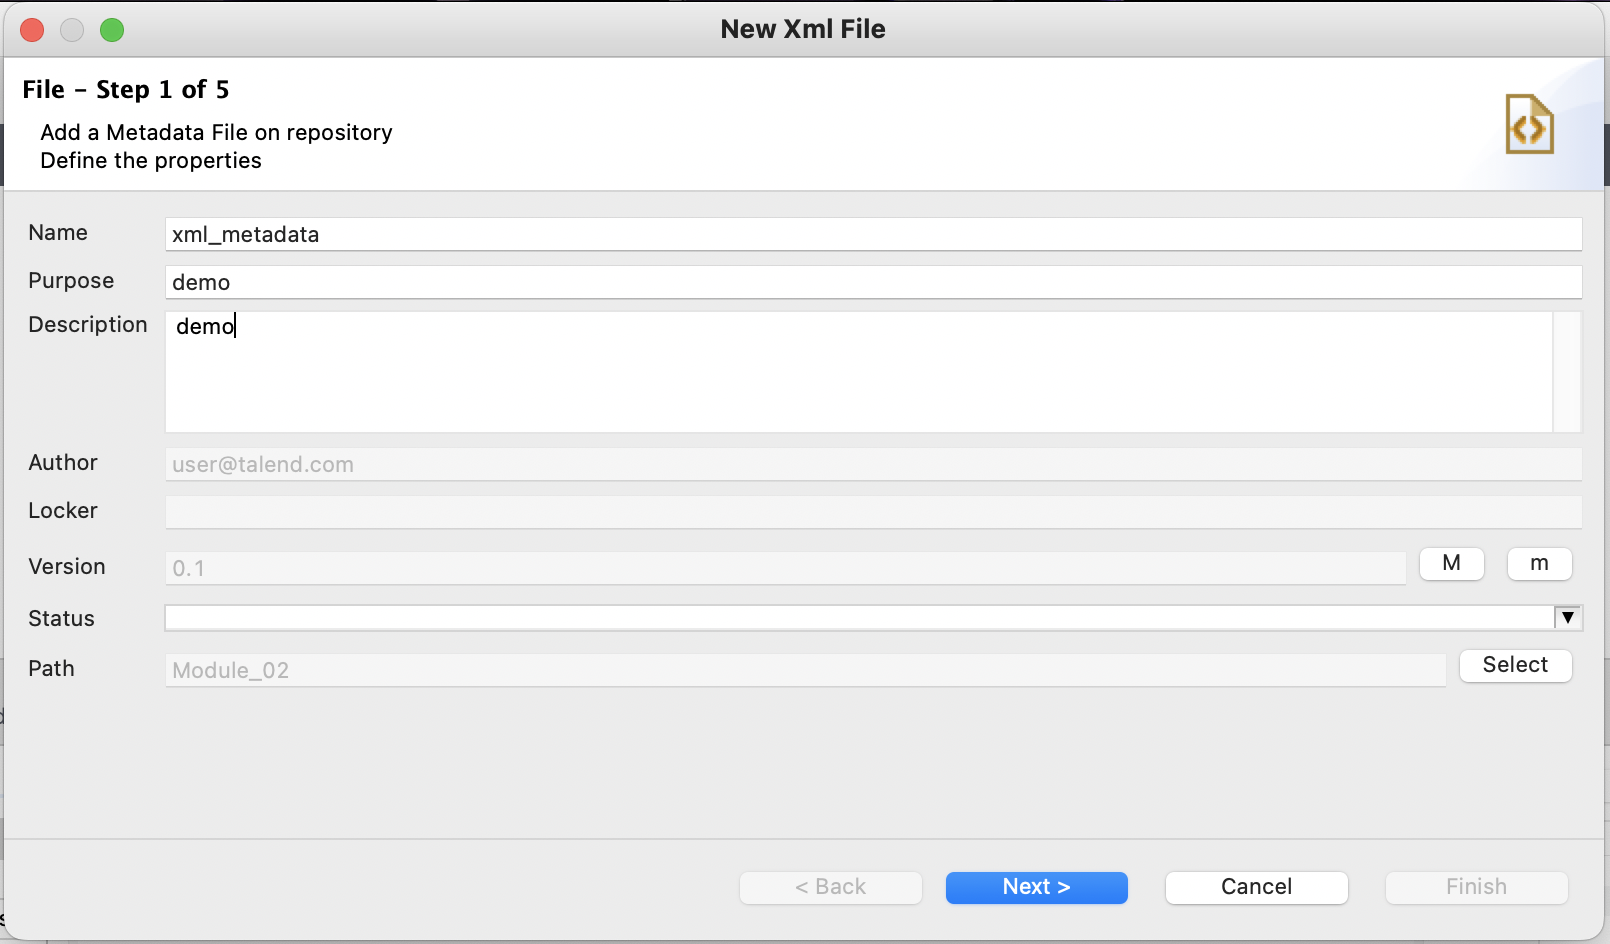 New Xml File
File – Step 1 of 5
Add a Metadata File on repository
Define the properties
Name xml_metadata
Purpose demo
Description demo
Author user@talend.com
Locker
Version 0.1 M m
Status
Path Module_02 Select
< Back Next > Cancel Finish